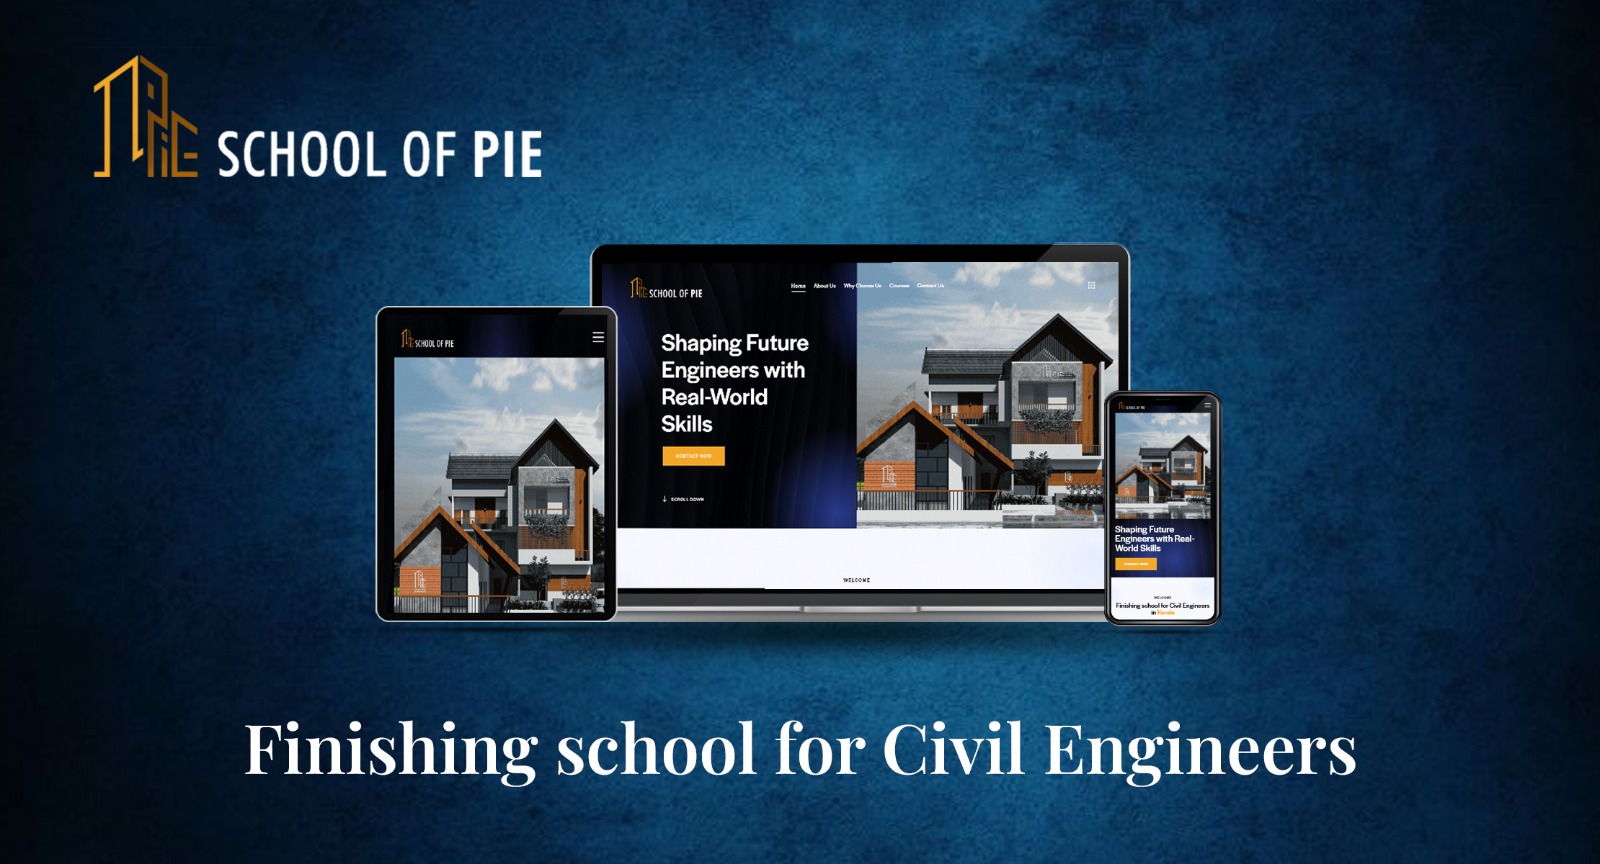 SCHOOL OF PIE
SCHOOL OF PIE
Home About Us Why Choose Us Courses Contact Us
Shaping Future
Engineers with
Real-World
Skills
CONTACT NOW
SCROLL DOWN
WELCOME
SCHOOL OF PIE
SCHOOL OF PIE
Shaping Future
Engineers with Real-
World Skills
CONTACT NOW
WELCOME
Finishing school for Civil Engineers
in Kerala
Finishing school for Civil Engineers